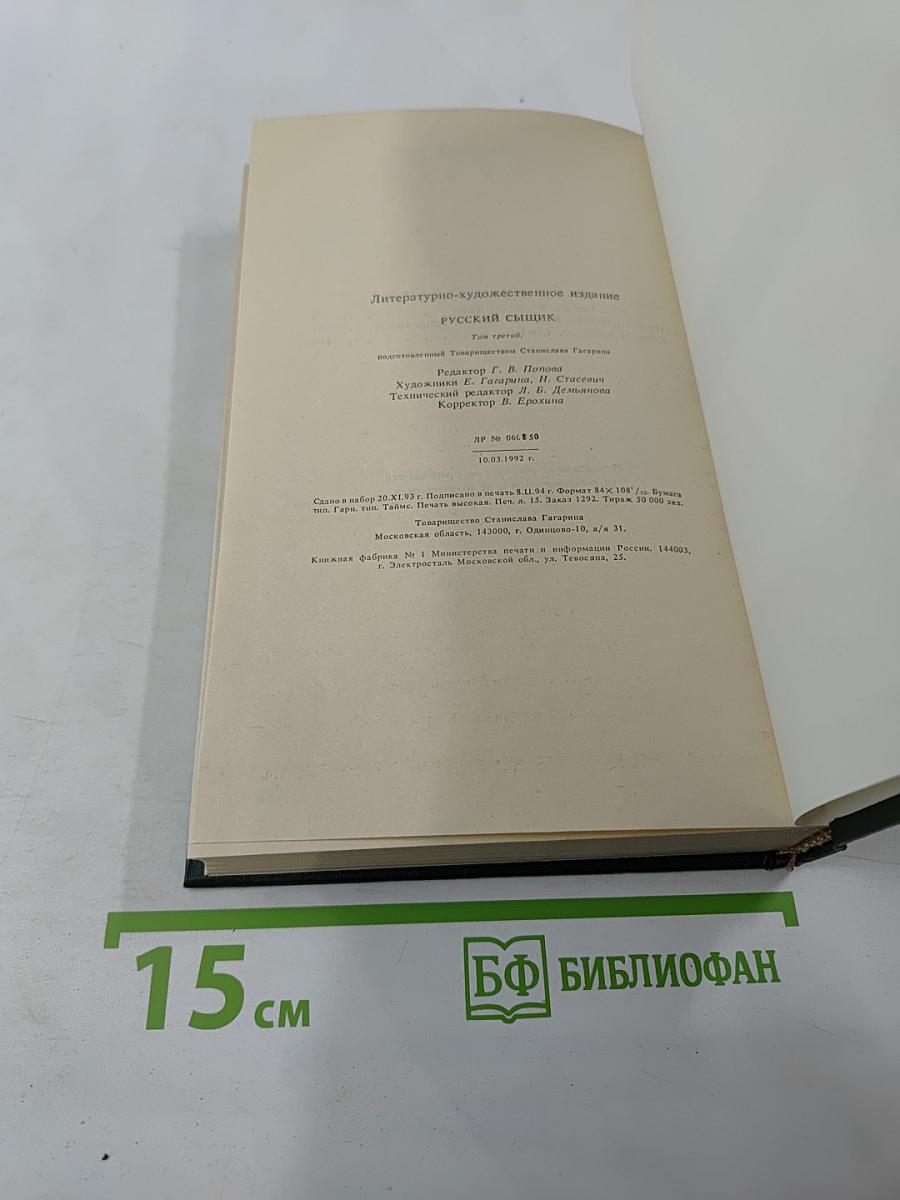 Литературно-художественное издание
РУССКИЙ СЫЩИК
Том третий,
подготовленный Товариществом Станислава Гагарина
Редактор Г. В. Попова
Художники Е. Гагарина, Н. Стасевич
Технический редактор Л. Б. Демьянова
Корректор В. Ерохина
ЛР № 060850
10.03.1992 г.
Сдано в набор 20.XI.93 г. Подписано в печать 8.II.94 г. Формат 84×108¹/₃₂. Бумага
тип. Гарн. тип. Таймс. Печать высокая. Печ. л. 15. Заказ 1292. Тираж 50 000 экз.
Товарищество Станислава Гагарина
Московская область, 143000, г. Одинцово-10, а/я 31.
Книжная фабрика № 1 Министерства печати и информации России. 144003,
г. Электросталь Московской обл., ул. Тевосяна, 25.
15 см
БФ БИБЛИОФАН